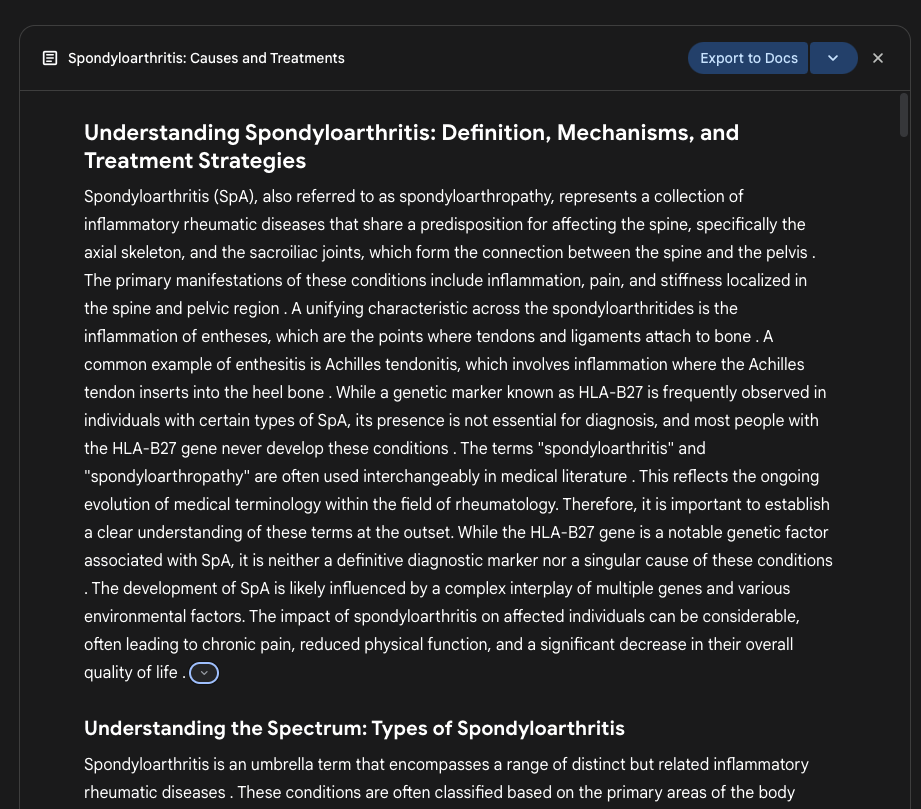 Spondyloarthritis: Causes and Treatments
Export to Docs
Understanding Spondyloarthritis: Definition, Mechanisms, and
Treatment Strategies
Spondyloarthritis (SpA), also referred to as spondyloarthropathy, represents a collection of
inflammatory rheumatic diseases that share a predisposition for affecting the spine, specifically the
axial skeleton, and the sacroiliac joints, which form the connection between the spine and the pelvis .
The primary manifestations of these conditions include inflammation, pain, and stiffness localized in
the spine and pelvic region . A unifying characteristic across the spondyloarthritides is the
inflammation of entheses, which are the points where tendons and ligaments attach to bone . A
common example of enthesitis is Achilles tendonitis, which involves inflammation where the Achilles
tendon inserts into the heel bone . While a genetic marker known as HLA-B27 is frequently observed in
individuals with certain types of SpA, its presence is not essential for diagnosis, and most people with
the HLA-B27 gene never develop these conditions . The terms "spondyloarthritis" and
"spondyloarthropathy" are often used interchangeably in medical literature . This reflects the ongoing
evolution of medical terminology within the field of rheumatology. Therefore, it is important to establish
a clear understanding of these terms at the outset. While the HLA-B27 gene is a notable genetic factor
associated with SpA, it is neither a definitive diagnostic marker nor a singular cause of these conditions
. The development of SpA is likely influenced by a complex interplay of multiple genes and various
environmental factors. The impact of spondyloarthritis on affected individuals can be considerable,
often leading to chronic pain, reduced physical function, and a significant decrease in their overall
quality of life .
Understanding the Spectrum: Types of Spondyloarthritis
Spondyloarthritis is an umbrella term that encompasses a range of distinct but related inflammatory
rheumatic diseases . These conditions are often classified based on the primary areas of the body